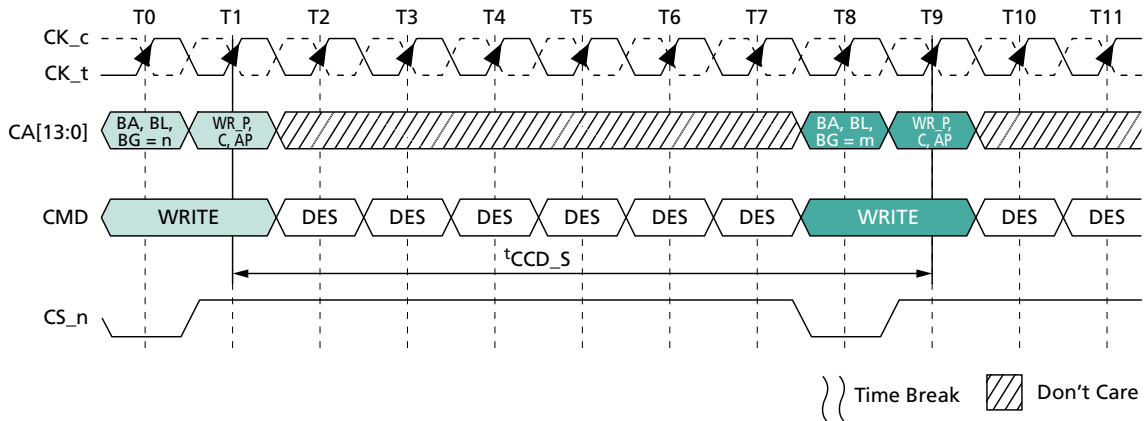 T0 T1 T2 T3 T4 T5 T6 T7 T8 T9 T10 T11
CK_c
CK_t
CA[13:0]
BA, BL,
BG = n
WR_P,
C, AP
BA, BL,
BG = m
WR_P,
C, AP
CMD WRITE DES DES DES DES DES DES WRITE DES DES
tCCD_S
CS_n
Time Break Don't Care